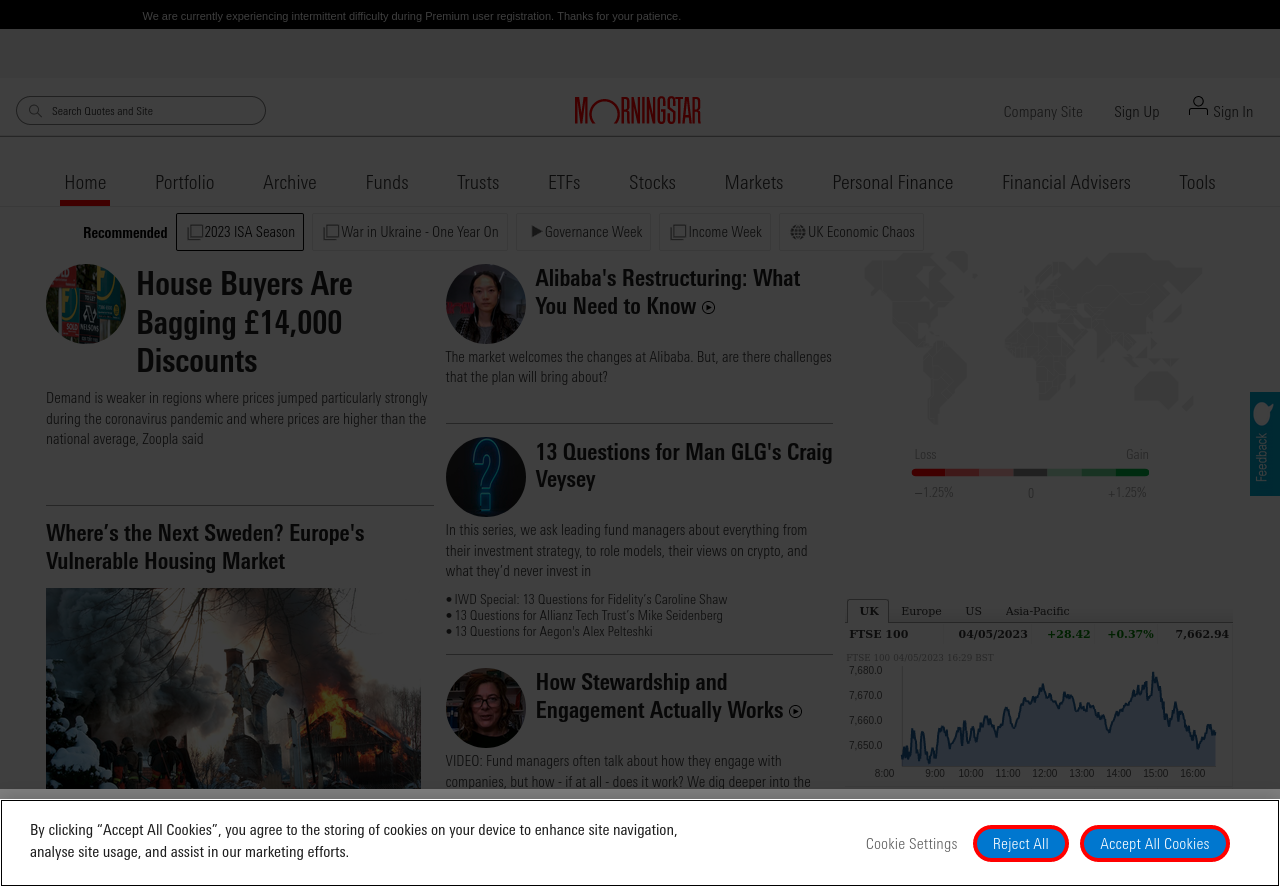 We are currently experiencing intermittent difficulty during Premium user registration. Thanks for your patience.
Search Quotes and Site
MORNINGSTAR
Company Site
Sign Up
Sign In
Home
Portfolio
Archive
Funds
Trusts
ETFs
Stocks
Markets
Personal Finance
Financial Advisers
Tools
Recommended
2023 ISA Season
War in Ukraine - One Year On
Governance Week
Income Week
UK Economic Chaos
House Buyers Are
Bagging £14,000
Discounts
Demand is weaker in regions where prices jumped particularly strongly
during the coronavirus pandemic and where prices are higher than the
national average, Zoopla said
Where’s the Next Sweden? Europe's
Vulnerable Housing Market
Alibaba's Restructuring: What
You Need to Know
The market welcomes the changes at Alibaba. But, are there challenges
that the plan will bring about?
13 Questions for Man GLG's Craig
Veysey
In this series, we ask leading fund managers about everything from
their investment strategy, to role models, their views on crypto, and
what they’d never invest in
• IWD Special: 13 Questions for Fidelity’s Caroline Shaw
• 13 Questions for Allianz Tech Trust’s Mike Seidenberg
• 13 Questions for Aegon’s Alex Pelteshki
How Stewardship and
Engagement Actually Works
VIDEO: Fund managers often talk about how they engage with
companies, but how - if at all - does it work? We dig deeper into the
Loss
Gain
−1.25%
0
+1.25%
Feedback
UK
Europe
US
Asia-Pacific
FTSE 100 04/05/2023 +28.42 +0.37% 7,662.94
FTSE 100 04/05/2023 16:29 BST
7,680.0
7,670.0
7,660.0
7,650.0
8:00 9:00 10:00 11:00 12:00 13:00 14:00 15:00 16:00
By clicking “Accept All Cookies”, you agree to the storing of cookies on your device to enhance site navigation,
analyse site usage, and assist in our marketing efforts.
Cookie Settings
Reject All
Accept All Cookies